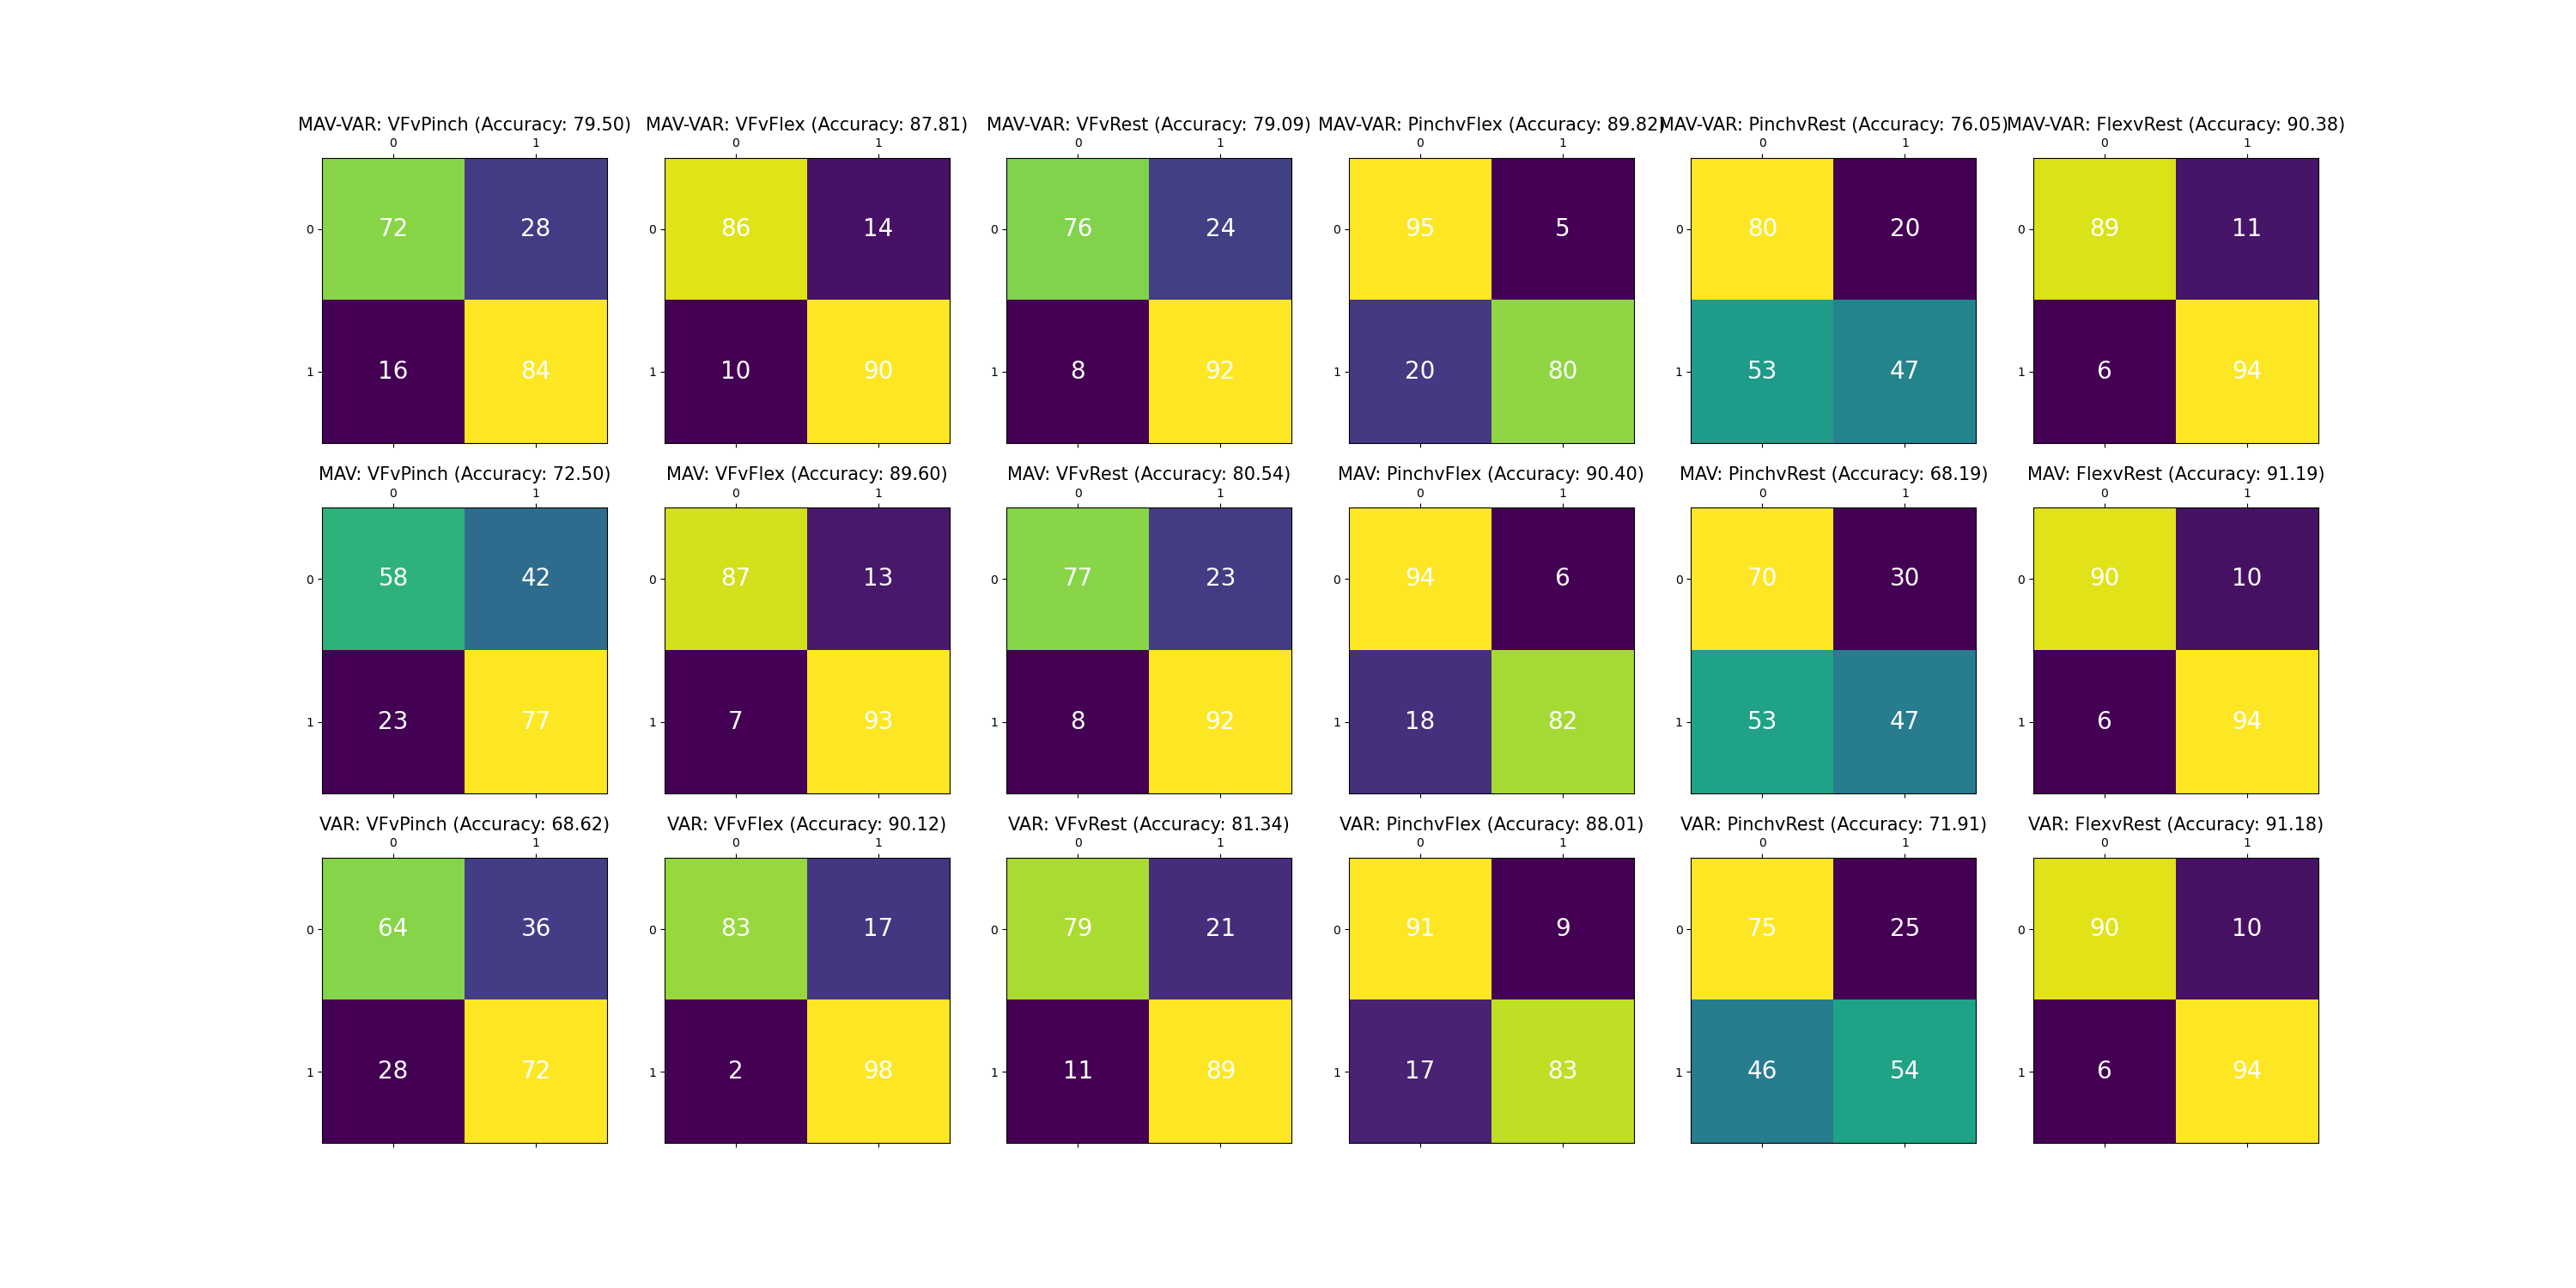 MAV-VAR: VFvPinch (Accuracy: 79.50) MAV-VAR: VFvFlex (Accuracy: 87.81) MAV-VAR: VFvRest (Accuracy: 79.09) MAV-VAR: PinchvFlex (Accuracy: 89.82) MAV-VAR: PinchvRest (Accuracy: 76.05) MAV-VAR: FlexvRest (Accuracy: 90.38)
0 1 0 1 0 1 0 1 0 1 0 1
0 72 28 0 86 14 0 76 24 0 95 5 0 80 20 0 89 11
1 16 84 1 10 90 1 8 92 1 20 80 1 53 47 1 6 94
MAV: VFvPinch (Accuracy: 72.50) MAV: VFvFlex (Accuracy: 89.60) MAV: VFvRest (Accuracy: 80.54) MAV: PinchvFlex (Accuracy: 90.40) MAV: PinchvRest (Accuracy: 68.19) MAV: FlexvRest (Accuracy: 91.19)
0 1 0 1 0 1 0 1 0 1 0 1
0 58 42 0 87 13 0 77 23 0 94 6 0 70 30 0 90 10
1 23 77 1 7 93 1 8 92 1 18 82 1 53 47 1 6 94
VAR: VFvPinch (Accuracy: 68.62) VAR: VFvFlex (Accuracy: 90.12) VAR: VFvRest (Accuracy: 81.34) VAR: PinchvFlex (Accuracy: 88.01) VAR: PinchvRest (Accuracy: 71.91) VAR: FlexvRest (Accuracy: 91.18)
0 1 0 1 0 1 0 1 0 1 0 1
0 64 36 0 83 17 0 79 21 0 91 9 0 75 25 0 90 10
1 28 72 1 2 98 1 11 89 1 17 83 1 46 54 1 6 94